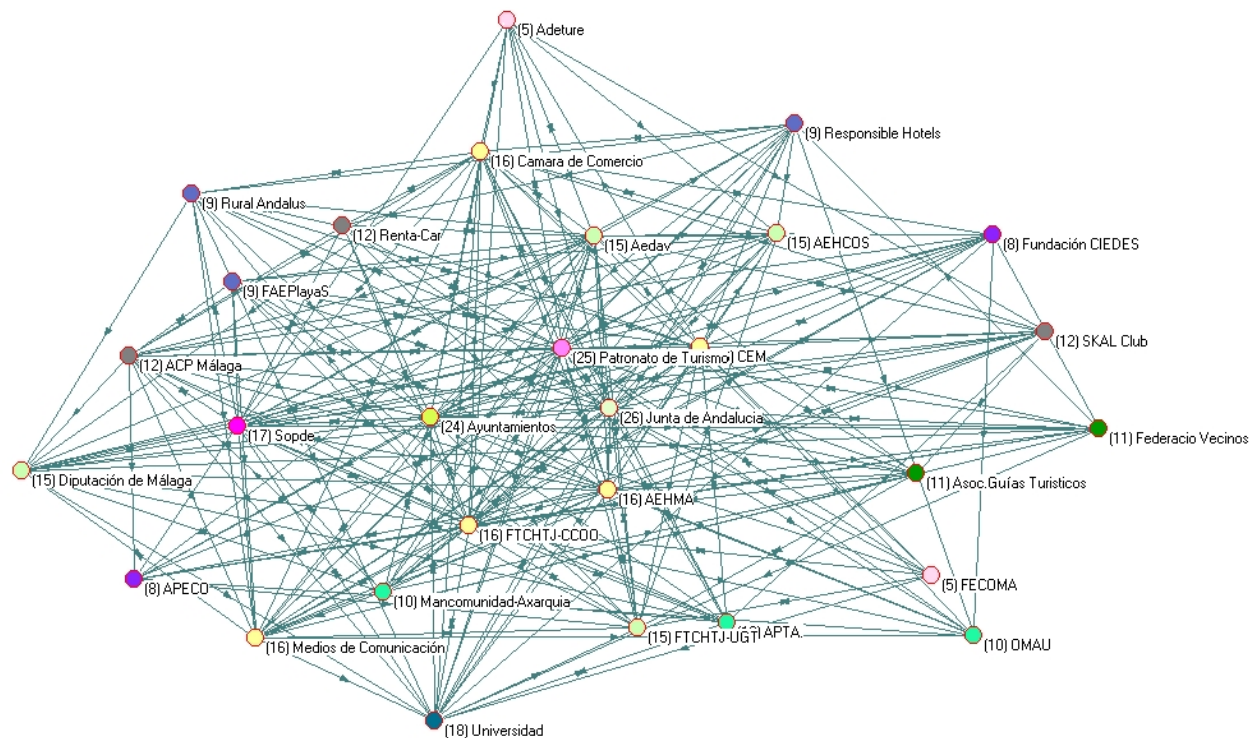 (5) Adeture
(9) Responsible Hotels
(16) Camara de Comercio
(9) Rural Andalus
(12) Renta-Car
(15) Aedav
(15) AEHCOS
(8) Fundación CIEDES
(9) FAEPlayaS
(12) SKAL Club
(25) Patronato de Turismo
CEM
(12) ACP Málaga
(26) Junta de Andalucia
(24) Ayuntamientos
(17) Sopde
(11) Federacio Vecinos
(15) Diputación de Málaga
(11) Asoc.Guías Turisticos
(16) AEHMA
(16) FTCHTJ-CCOO
(8) APECO
(5) FECOMA
(10) Mancomunidad-Axarquia
(15) FTCHTJ-UGT
APTA.
(16) Medios de Comunicación
(10) OMAU
(18) Universidad